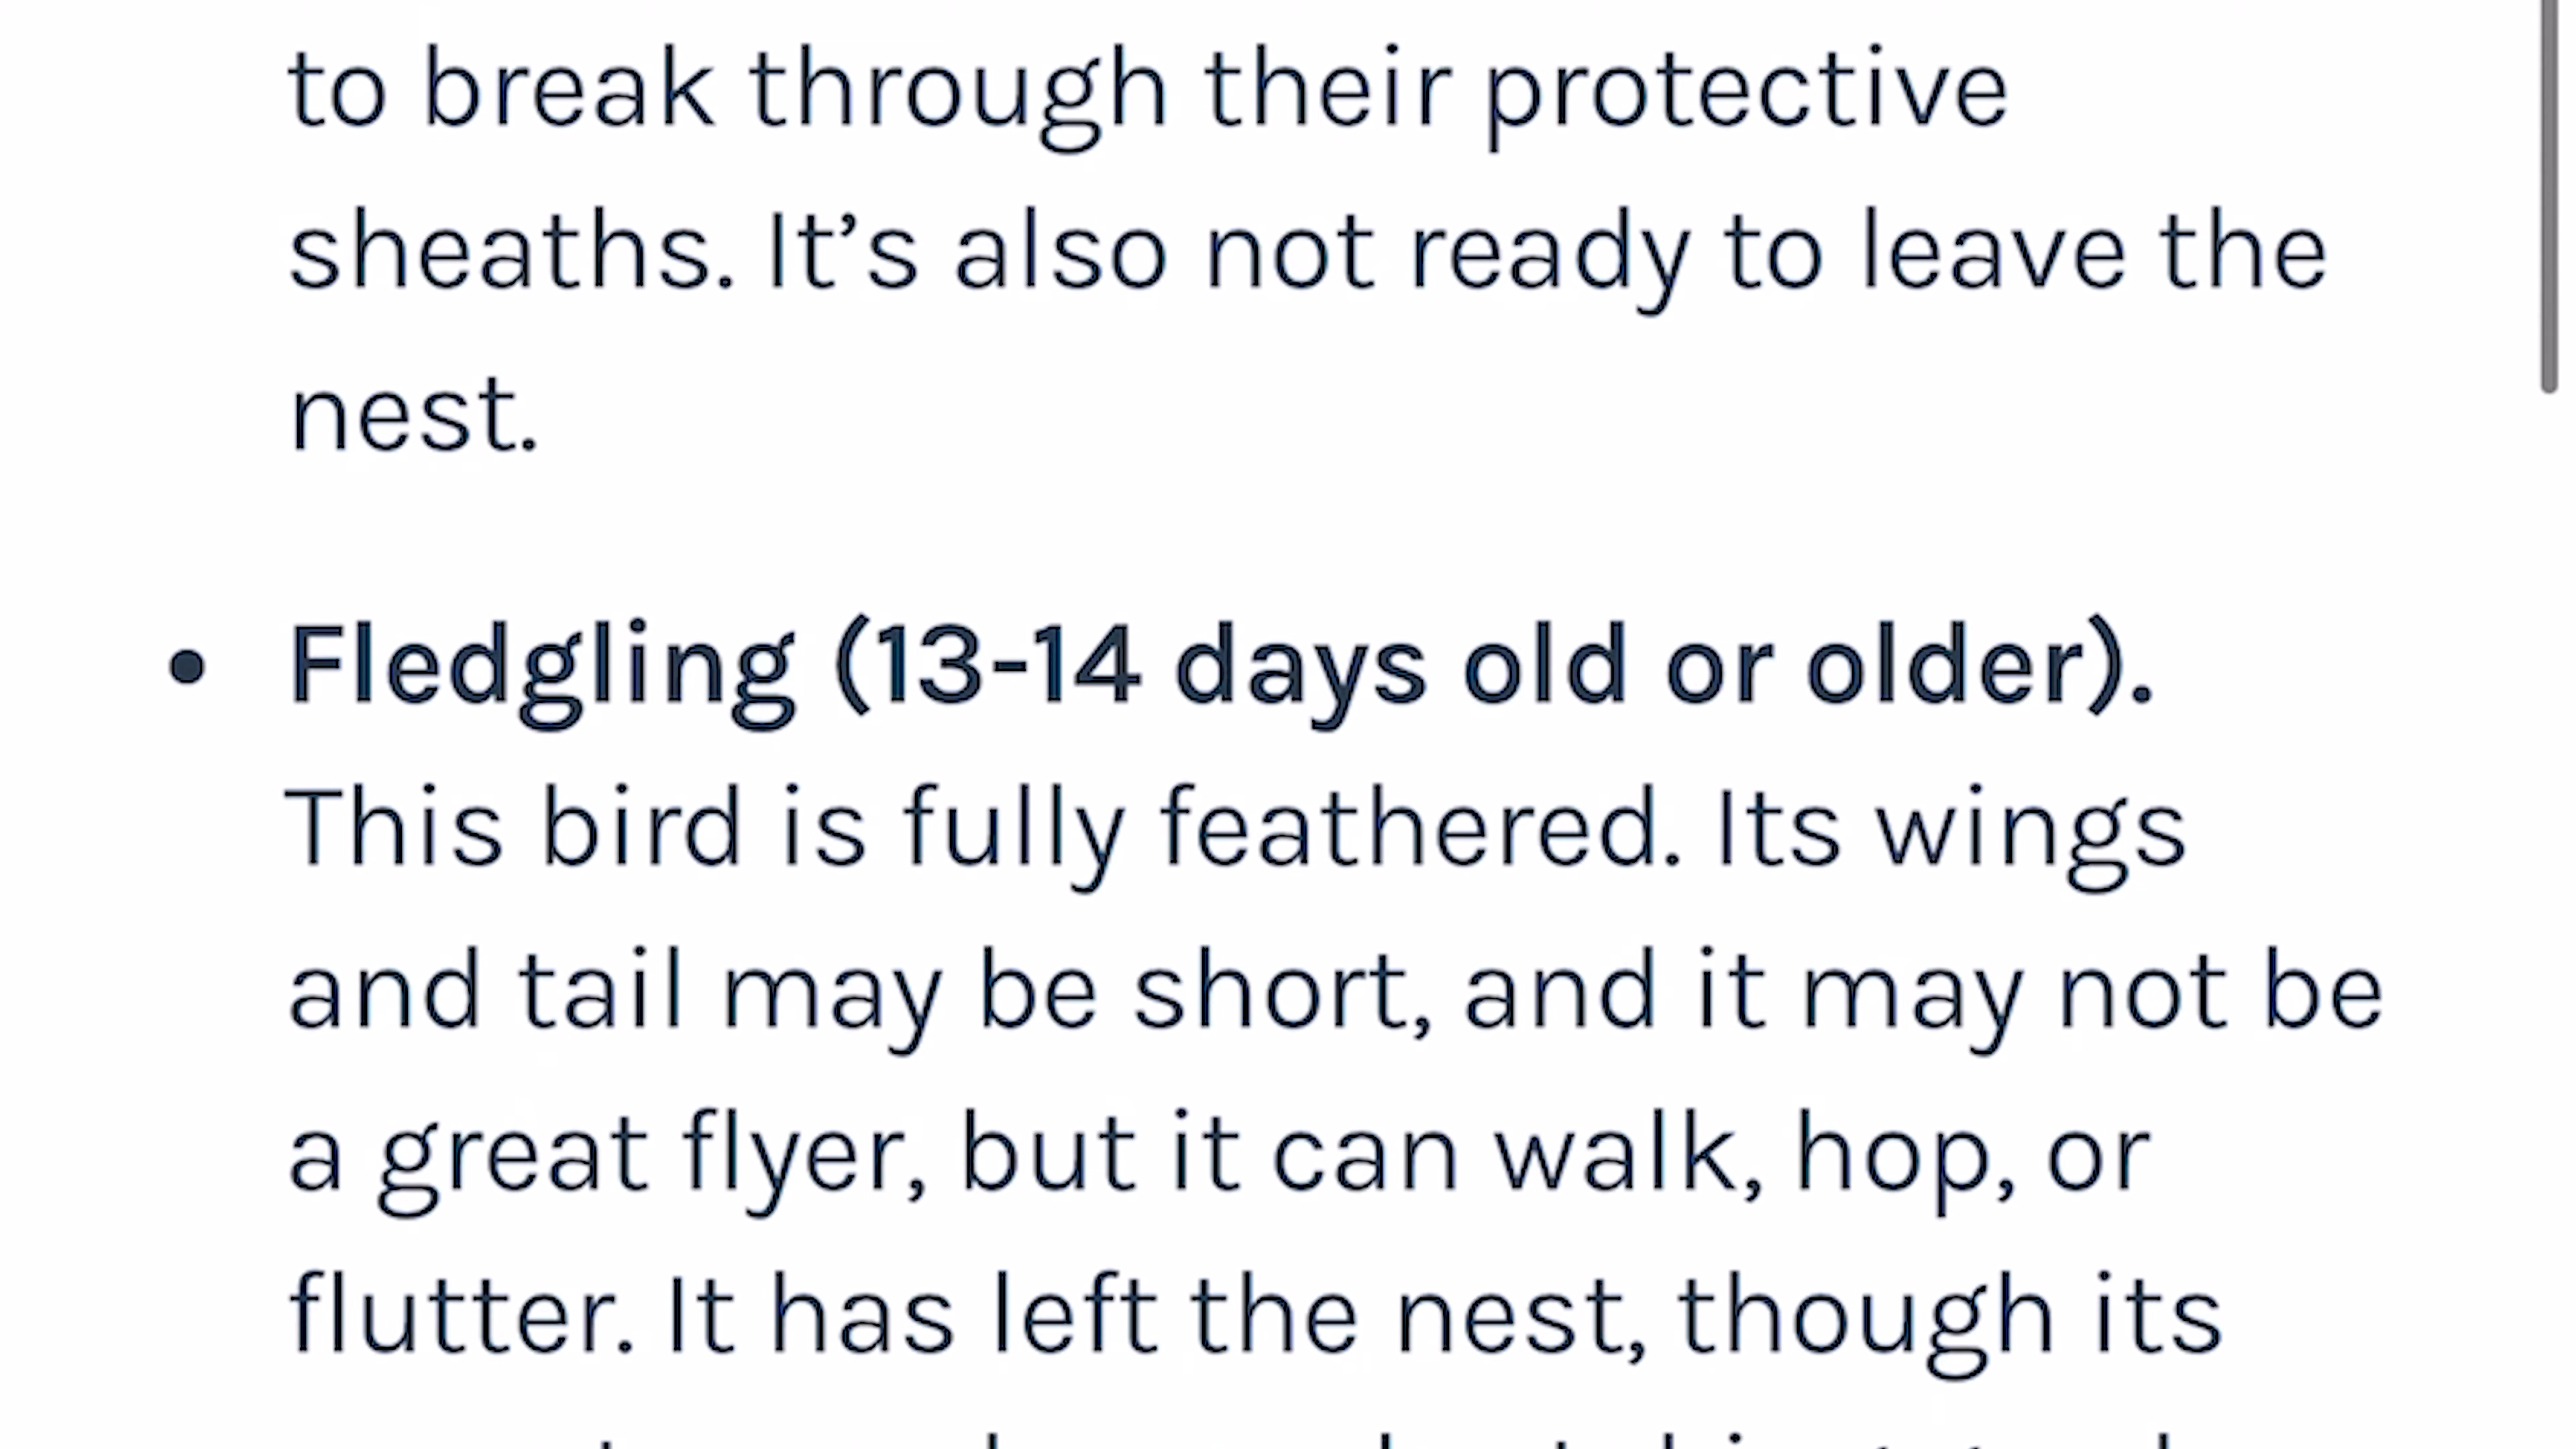 to break through their protective
sheaths. It’s also not ready to leave the
nest.
• Fledgling (13-14 days old or older).
This bird is fully feathered. Its wings
and tail may be short, and it may not be
a great flyer, but it can walk, hop, or
flutter. It has left the nest, though its